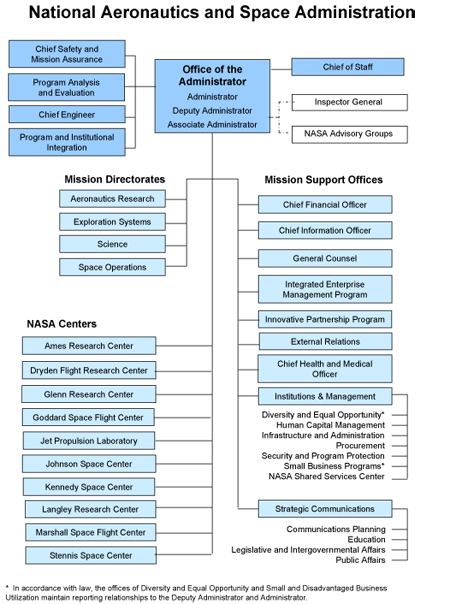 National Aeronautics and Space Administration
Chief Safety and
Mission Assurance
Program Analysis
and Evaluation
Chief Engineer
Program and Institutional
Integration
Office of the
Administrator
Administrator
Deputy Administrator
Associate Administrator
Chief of Staff
Inspector General
NASA Advisory Groups
Mission Directorates
Aeronautics Research
Exploration Systems
Science
Space Operations
NASA Centers
Ames Research Center
Dryden Flight Research Center
Glenn Research Center
Goddard Space Flight Center
Jet Propulsion Laboratory
Johnson Space Center
Kennedy Space Center
Langley Research Center
Marshall Space Flight Center
Stennis Space Center
Mission Support Offices
Chief Financial Officer
Chief Information Officer
General Counsel
Integrated Enterprise
Management Program
Innovative Partnership Program
External Relations
Chief Health and Medical
Officer
Institutions & Management
Diversity and Equal Opportunity*
Human Capital Management
Infrastructure and Administration
Procurement
Security and Program Protection
Small Business Programs*
NASA Shared Services Center
Strategic Communications
Communications Planning
Education
Legislative and Intergovernmental Affairs
Public Affairs
* In accordance with law, the offices of Diversity and Equal Opportunity and Small and Disadvantaged Business
Utilization maintain reporting relationships to the Deputy Administrator and Administrator.